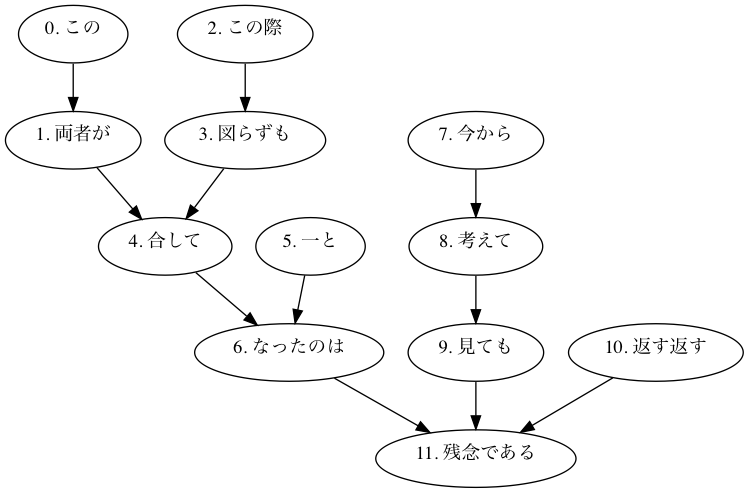 0. この
2. この際
1. 両者が
3. 図らずも
7. 今から
4. 合して
5. 一と
8. 考えて
6. なったのは
9. 見ても
10. 返す返す
11. 残念である